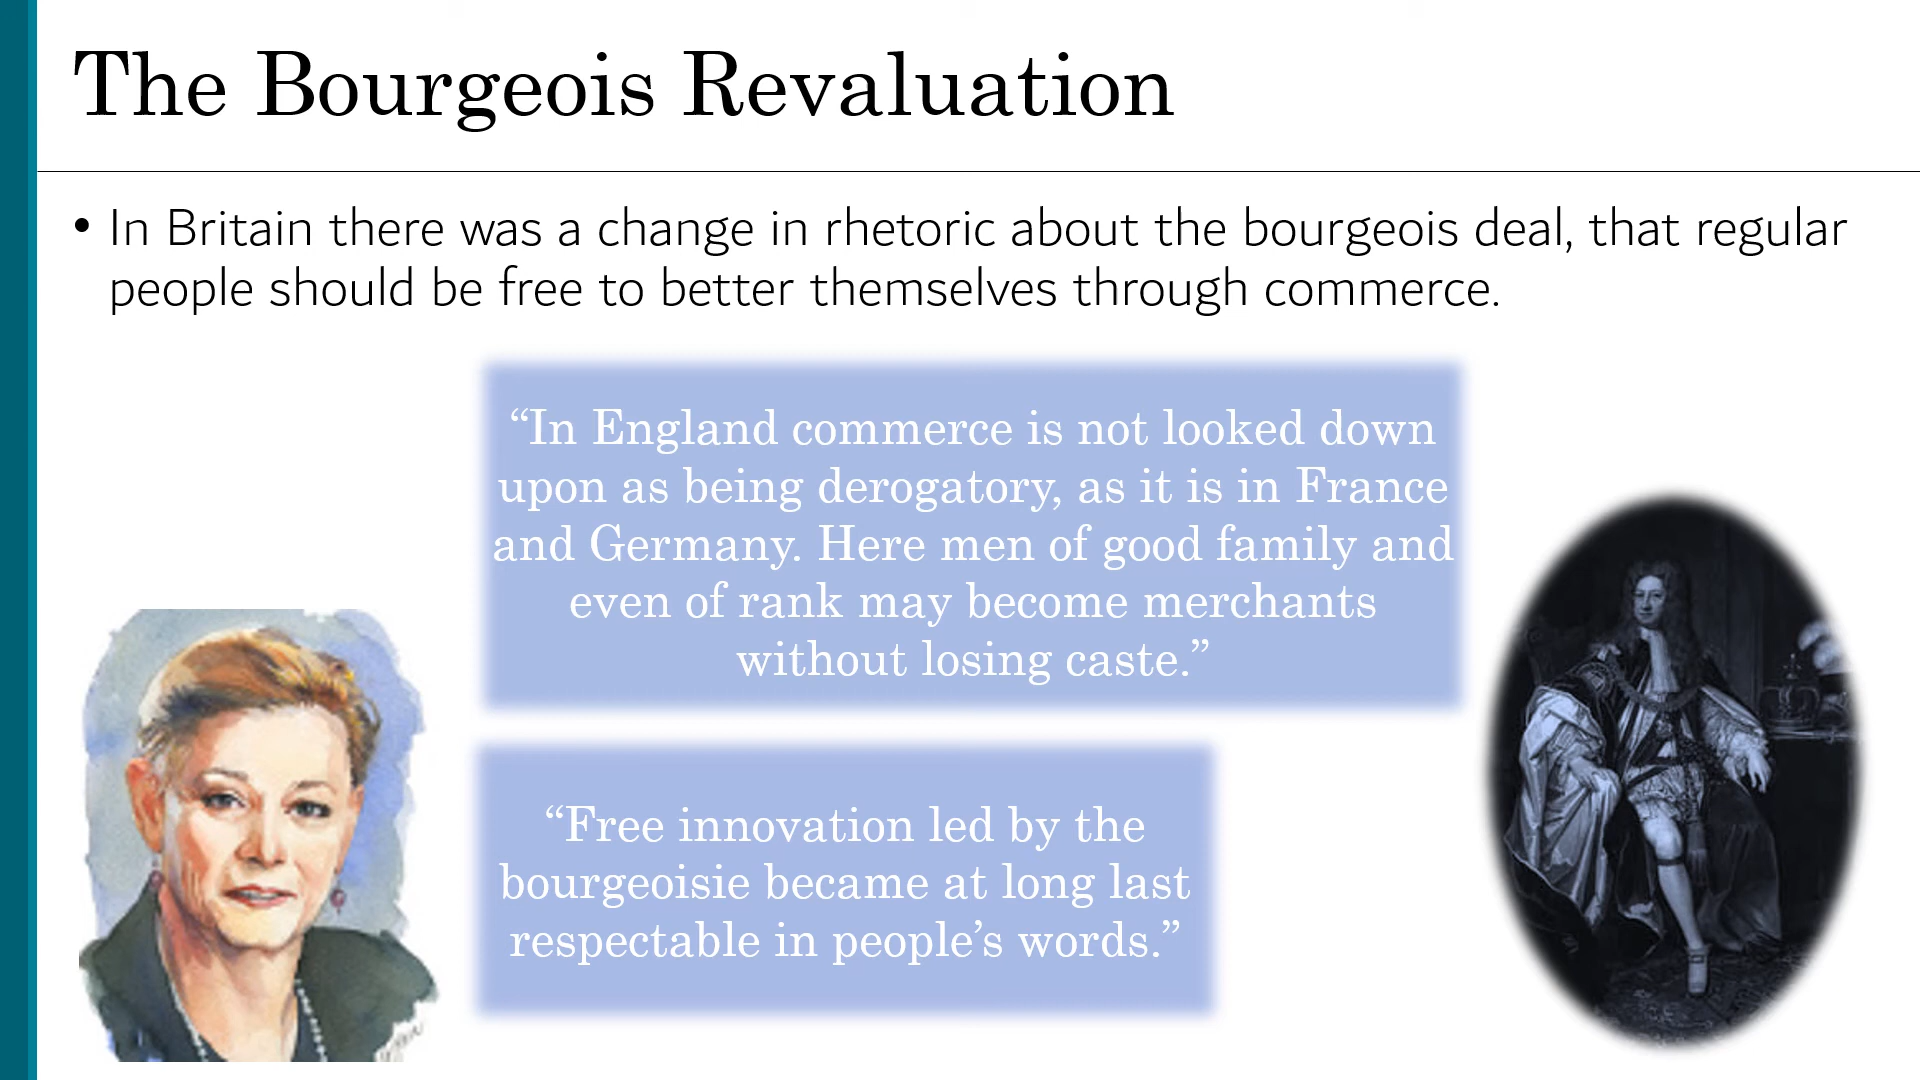 The Bourgeois Revaluation
• In Britain there was a change in rhetoric about the bourgeois deal, that regular
people should be free to better themselves through commerce.
“In England commerce is not looked down
upon as being derogatory, as it is in France
and Germany. Here men of good family and
even of rank may become merchants
without losing caste.”
“Free innovation led by the
bourgeoisie became at long last
respectable in people’s words.”